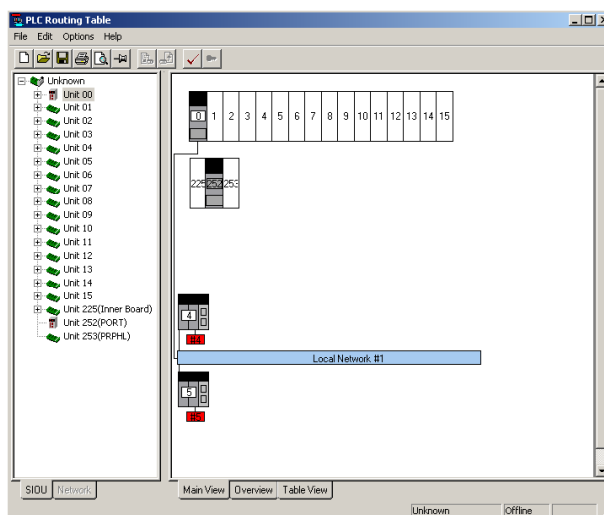 PLC Routing Table
File Edit Options Help
Unknown
Unit 00
Unit 01
Unit 02
Unit 03
Unit 04
Unit 05
Unit 06
Unit 07
Unit 08
Unit 09
Unit 10
Unit 11
Unit 12
Unit 13
Unit 14
Unit 15
Unit 225(Inner Board)
Unit 252(PORT)
Unit 253(PRPHL)
0 1 2 3 4 5 6 7 8 9 10 11 12 13 14 15
225 252 253
4
#4
Local Network #1
5
#5
SIOU Network
Main View Overview Table View
Unknown Offline